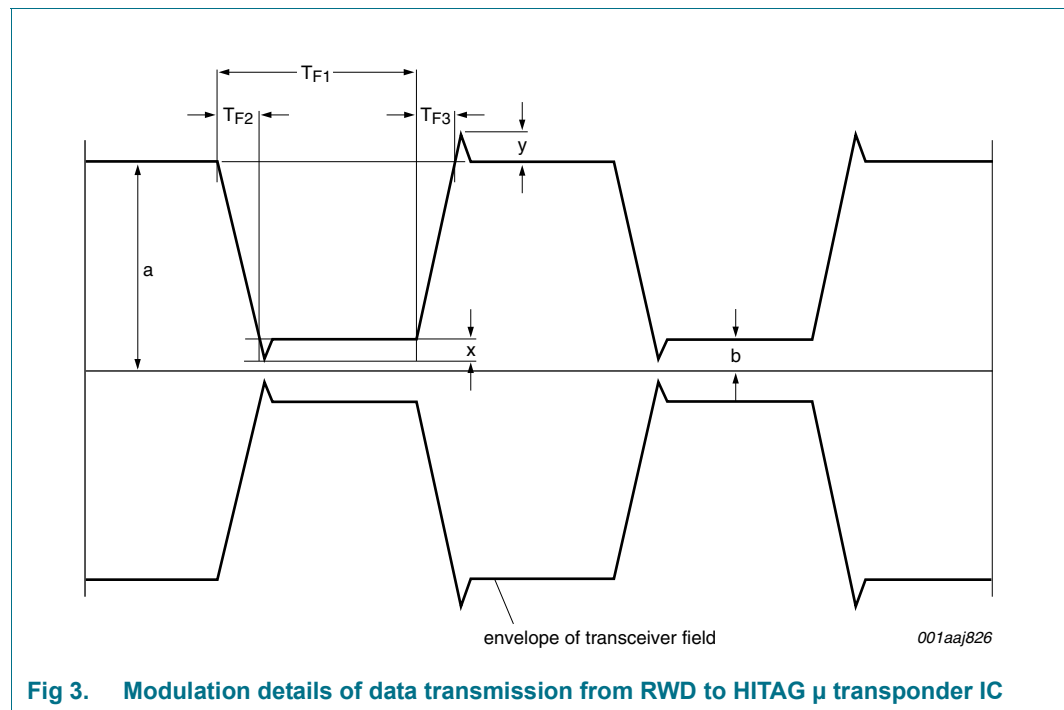 TF1
TF2
TF3
y
a
x
b
envelope of transceiver field
001aaj826
Fig 3. Modulation details of data transmission from RWD to HITAG μ transponder IC